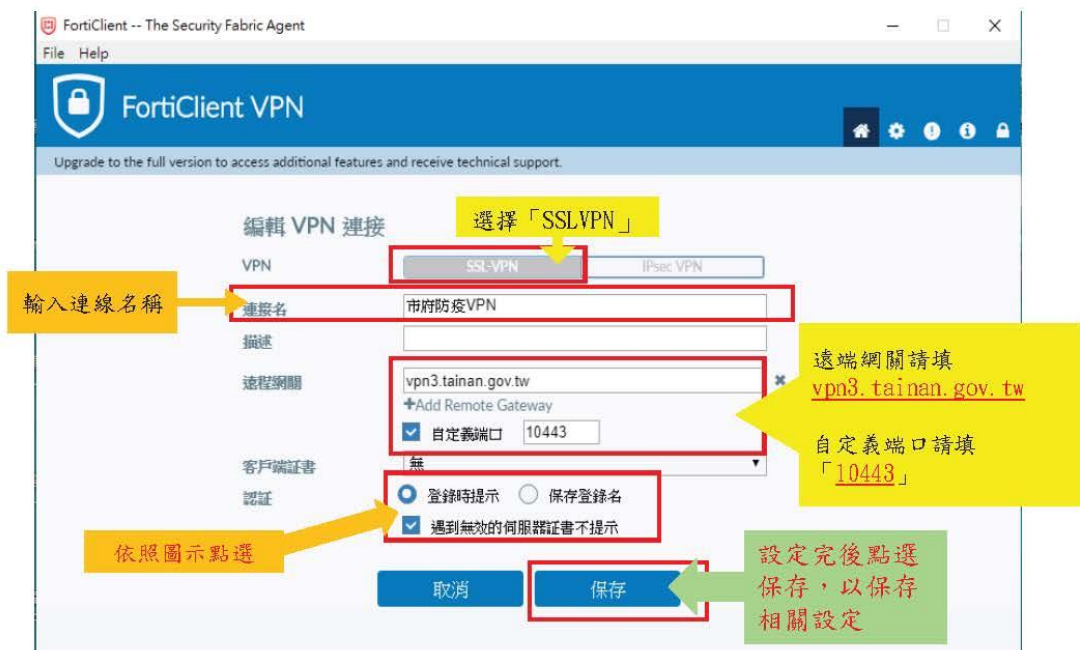 FortiClient -- The Security Fabric Agent
File Help
FortiClient VPN
Upgrade to the full version to access additional features and receive technical support.
編輯 VPN 連接
選擇「SSLVPN」
VPN
SSL-VPN
IPsec VPN
輸入連線名稱
連接名
市府防疫VPN
描述
遠程網關
vpn3.tainan.gov.tw
+Add Remote Gateway
自定義端口 10443
遠端網關請填
vpn3.tainan.gov.tw
自定義端口請填
「10443」
客戶端証書
無
認証
登錄時提示 保存登錄名
遇到無效的伺服器証書不提示
依照圖示點選
取消
保存
設定完後點選
保存，以保存
相關設定